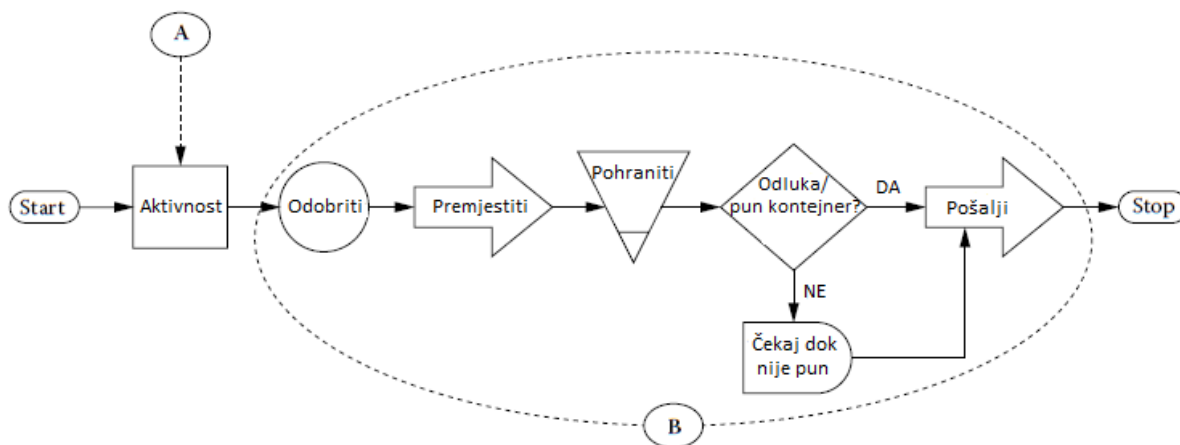 A
Start
Aktivnost
Odobriti
Premjestiti
Pohraniti
Odluka/
pun kontejner?
DA
Pošalji
Stop
NE
Čekaj dok
nije pun
B